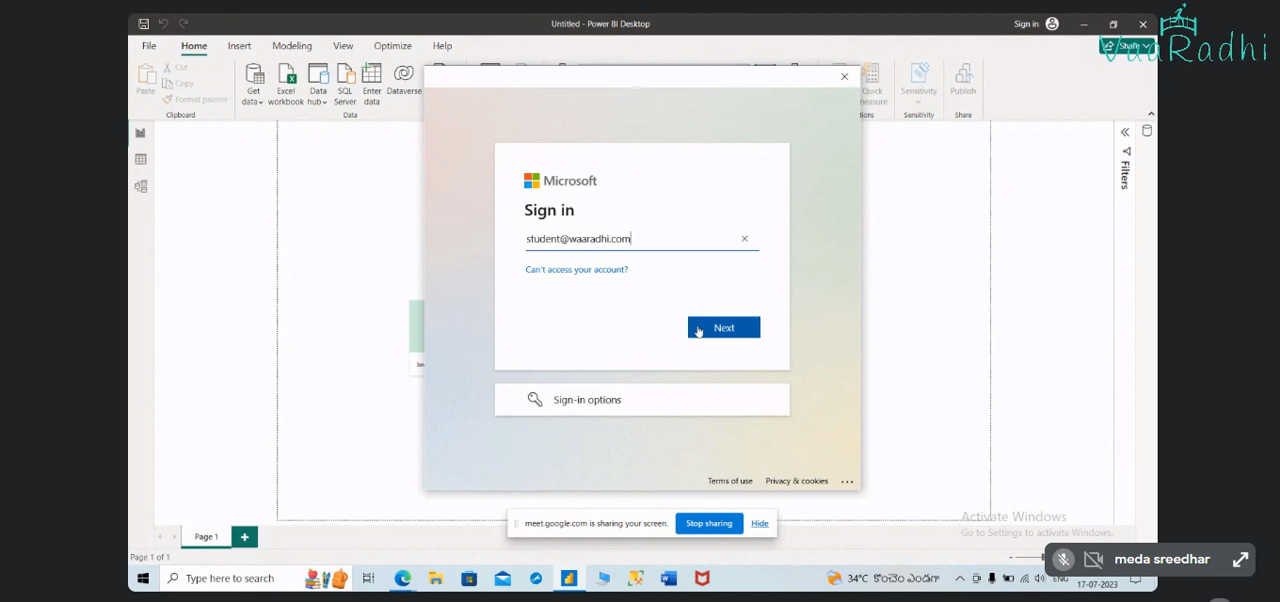 Untitled - Power BI Desktop
Sign in
VaaRadhi
File Home Insert Modeling View Optimize Help
Share
Paste
Cut
Copy
Format painter
Get data
Excel workbook
Data hub
SQL Server
Enter data
Dataverse
Quick measure
Sensitivity
Publish
Clipboard
Data
Sensitivity
Share
Filters
Microsoft
Sign in
student@waaradhi.com
Can't access your account?
Next
Sign-in options
Terms of use Privacy & cookies
meet.google.com is sharing your screen. Stop sharing Hide
Activate Windows
Go to Settings to activate Windows.
Page 1
Page 1 of 1
meda sreedhar
Type here to search
34°C కొంచెం ఎండగా
ENG
17-07-2023